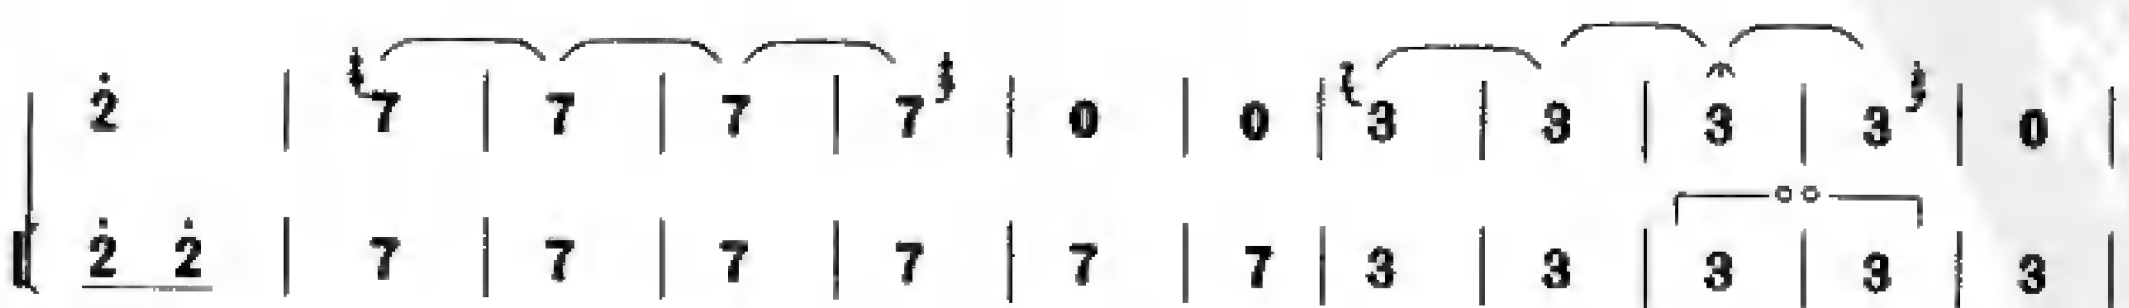 2̇ | 7 | 7 | 7 | 7 | 0 | 0 | 3 | 3 | 3 | 3 | 0 |
2̇ 2̇ | 7 | 7 | 7 | 7 | 7 | 7 | 3 | 3 | 3 | 3 | 3 |